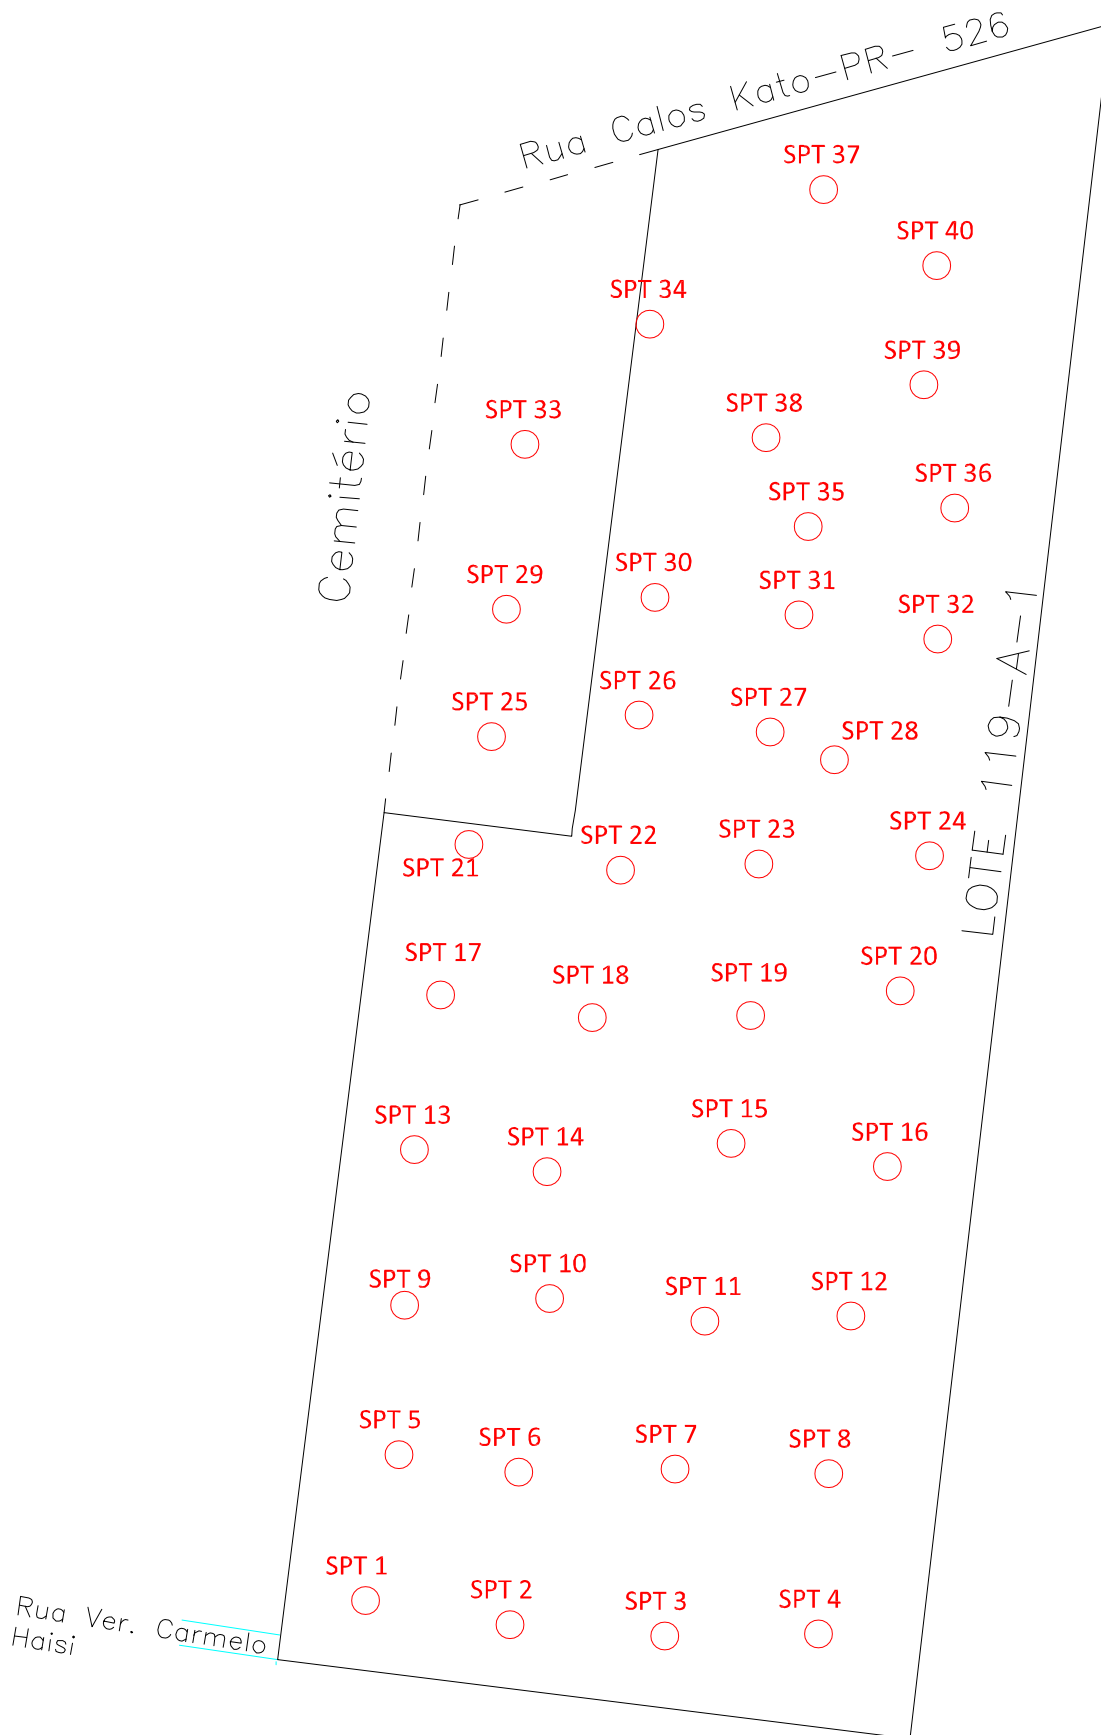 Rua Calos Kato-PR- 526
SPT 37
SPT 40
SPT 34
SPT 39
SPT 38
SPT 33
Cemitério
SPT 36
SPT 35
SPT 30
SPT 29
SPT 31
SPT 32
LOTE 119-A-1
SPT 26
SPT 25
SPT 27
SPT 28
SPT 24
SPT 22
SPT 23
SPT 21
SPT 17
SPT 18
SPT 19
SPT 20
SPT 13
SPT 14
SPT 15
SPT 16
SPT 9
SPT 10
SPT 11
SPT 12
SPT 5
SPT 6
SPT 7
SPT 8
SPT 1
SPT 2
SPT 3
SPT 4
Rua Ver. Carmelo
Haisi